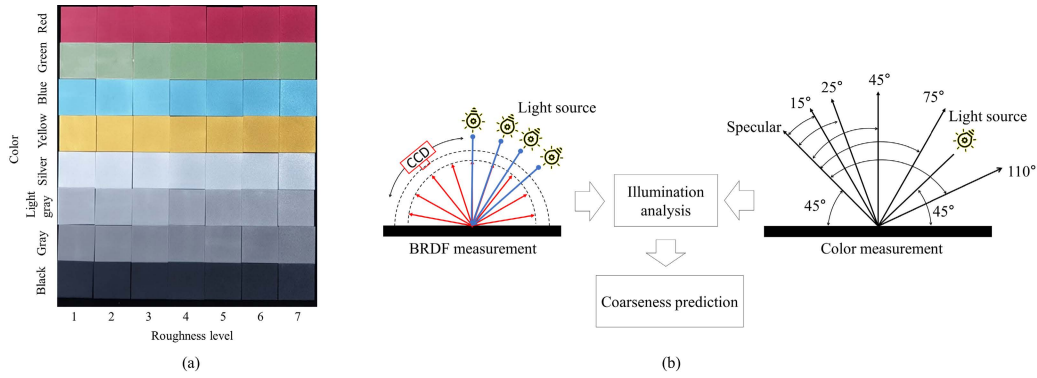 Color
Red
Green
Blue
Yellow
Silver
Light gray
Gray
Black
1 2 3 4 5 6 7
Roughness level
(a)
Light source
CCD
BRDF measurement
Illumination
analysis
Coarseness prediction
Specular
15°
25°
45°
75°
Light source
110°
45°
45°
Color measurement
(b)